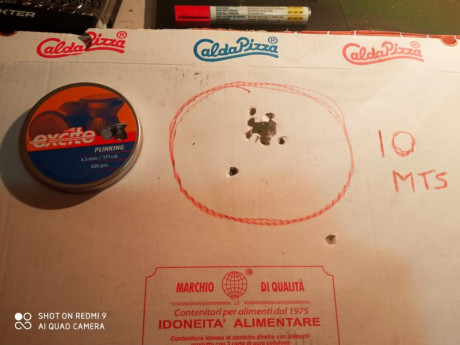 CaldaPizza®
CaldaPizza®
CaldaPizza®
excite
PLINKING
4,5 mm / .177 cal
500 pcs.
10
MTS
MARCHIO DI QUALITÀ
Contenitori per alimenti dal 1975
IDONEITA' ALIMENTARE
SHOT ON REDMI 9
AI QUAD CAMERA